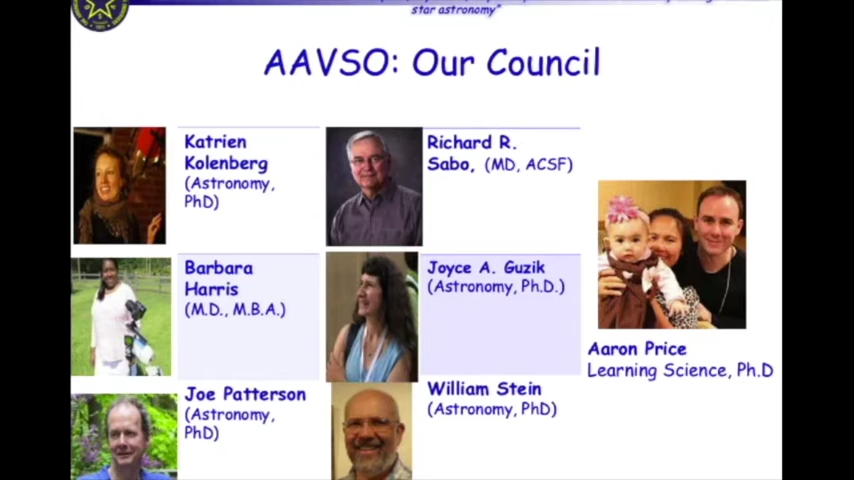 star astronomy"
AAVSO: Our Council
Katrien
Kolenberg
(Astronomy,
PhD)
Richard R.
Sabo, (MD, ACSF)
Barbara
Harris
(M.D., M.B.A.)
Joyce A. Guzik
(Astronomy, Ph.D.)
Aaron Price
Learning Science, Ph.D
Joe Patterson
(Astronomy,
PhD)
William Stein
(Astronomy, PhD)